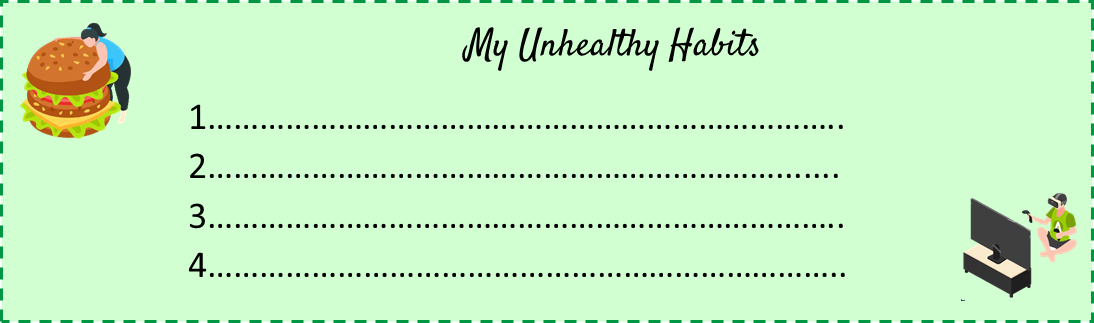 My Unhealthy Habits
1………………………………………………………………….
2………………………………………………………………….
3………………………………………………………………….
4………………………………………………………………….